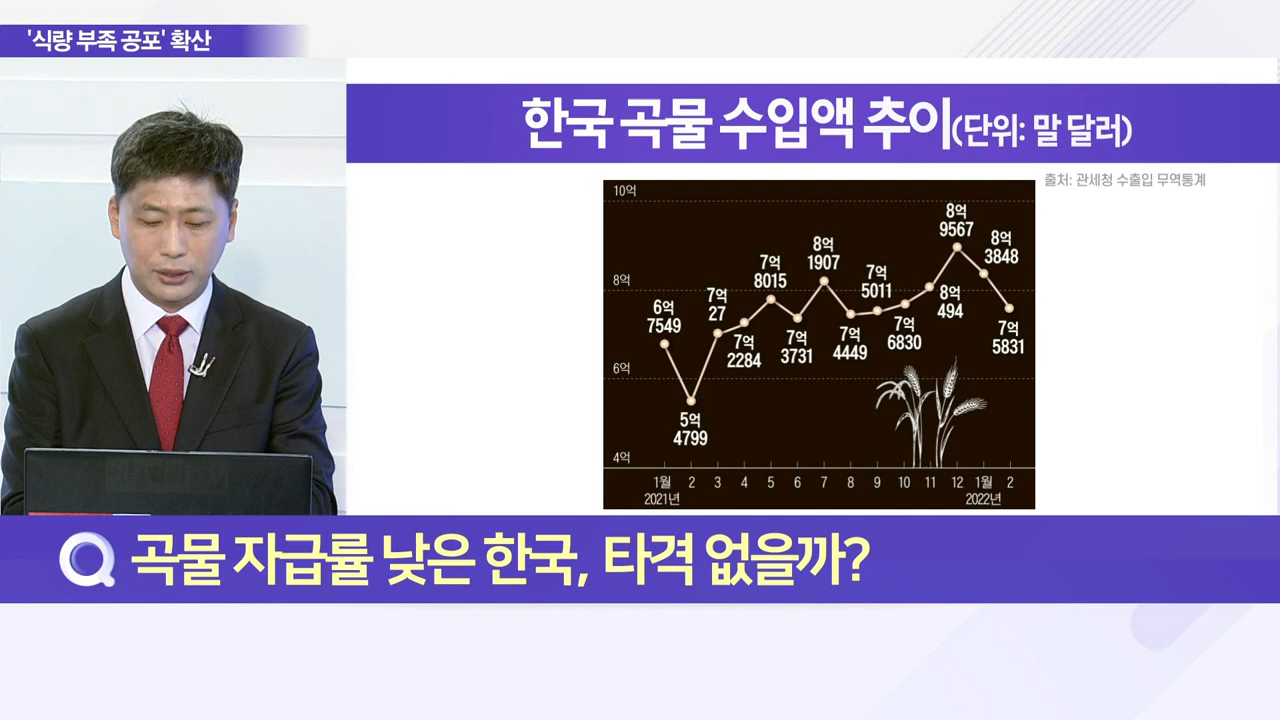 '식량 부족 공포' 확산
한국 곡물 수입액 추이(단위: 말 달러)
출처: 관세청 수출입 무역통계
10억
8억
6억
4억
6억
7549
5억
4799
7억
27
7억
2284
7억
8015
7억
3731
8억
1907
7억
4449
7억
5011
7억
6830
8억
494
8억
9567
8억
3848
7억
5831
1월 2 3 4 5 6 7 8 9 10 11 12 1월 2
2021년 2022년
곡물 자급률 낮은 한국, 타격 없을까?